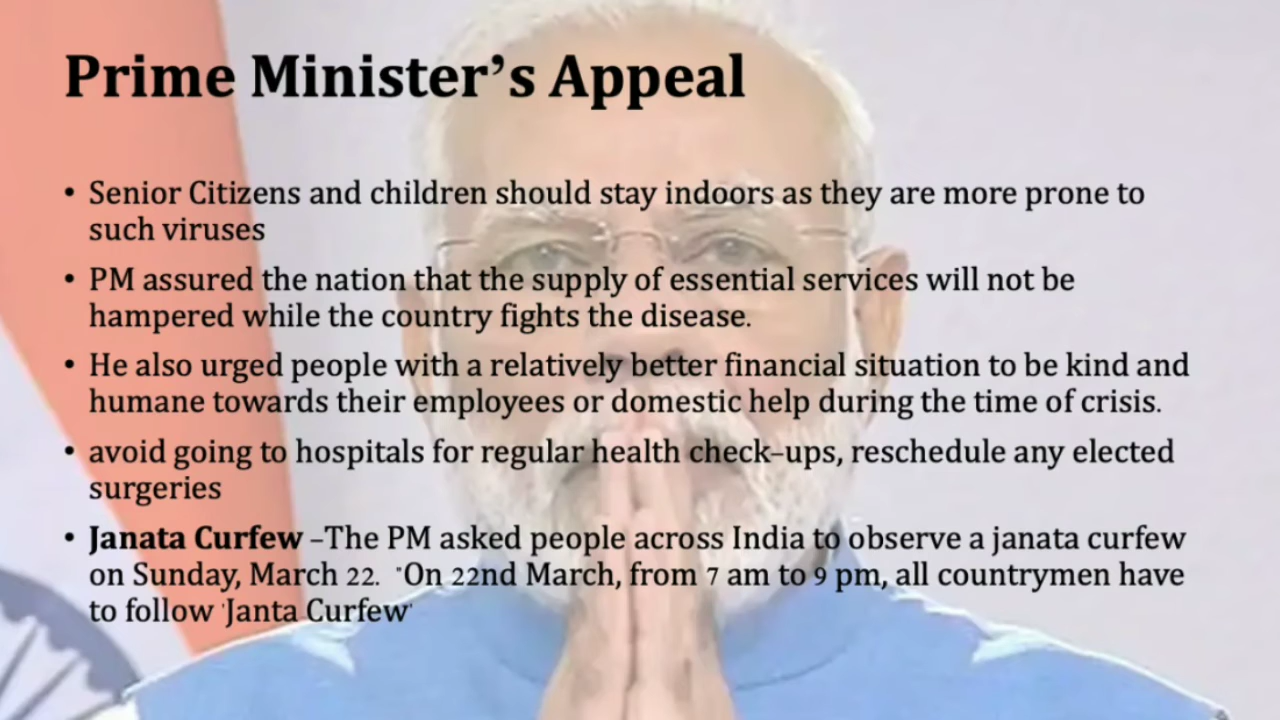 Prime Minister’s Appeal
• Senior Citizens and children should stay indoors as they are more prone to
such viruses
• PM assured the nation that the supply of essential services will not be
hampered while the country fights the disease.
• He also urged people with a relatively better financial situation to be kind and
humane towards their employees or domestic help during the time of crisis.
• avoid going to hospitals for regular health check–ups, reschedule any elected
surgeries
• Janata Curfew –The PM asked people across India to observe a janata curfew
on Sunday, March 22. "On 22nd March, from 7 am to 9 pm, all countrymen have
to follow 'Janta Curfew'